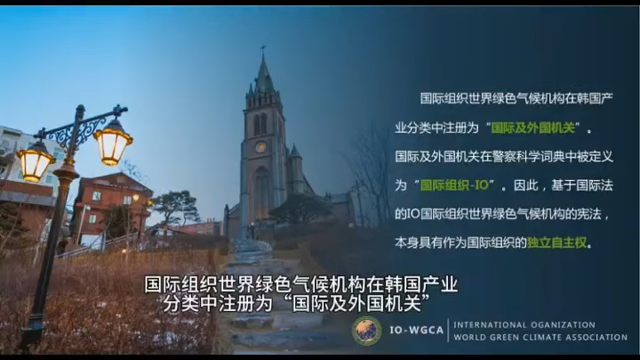 国际组织世界绿色气候机构在韩国产
业分类中注册为“国际及外国机关”。
国际及外国机关在警察科学词典中被定义
为“国际组织-IO”。因此，基于国际法
的IO国际组织世界绿色气候机构的宪法，
本身具有作为国际组织的独立自主权。
国际组织世界绿色气候机构在韩国产业
分类中注册为“国际及外国机关”
IO-WGCA
INTERNATIONAL OGANIZATION
WORLD GREEN CLIMATE ASSOCIATION